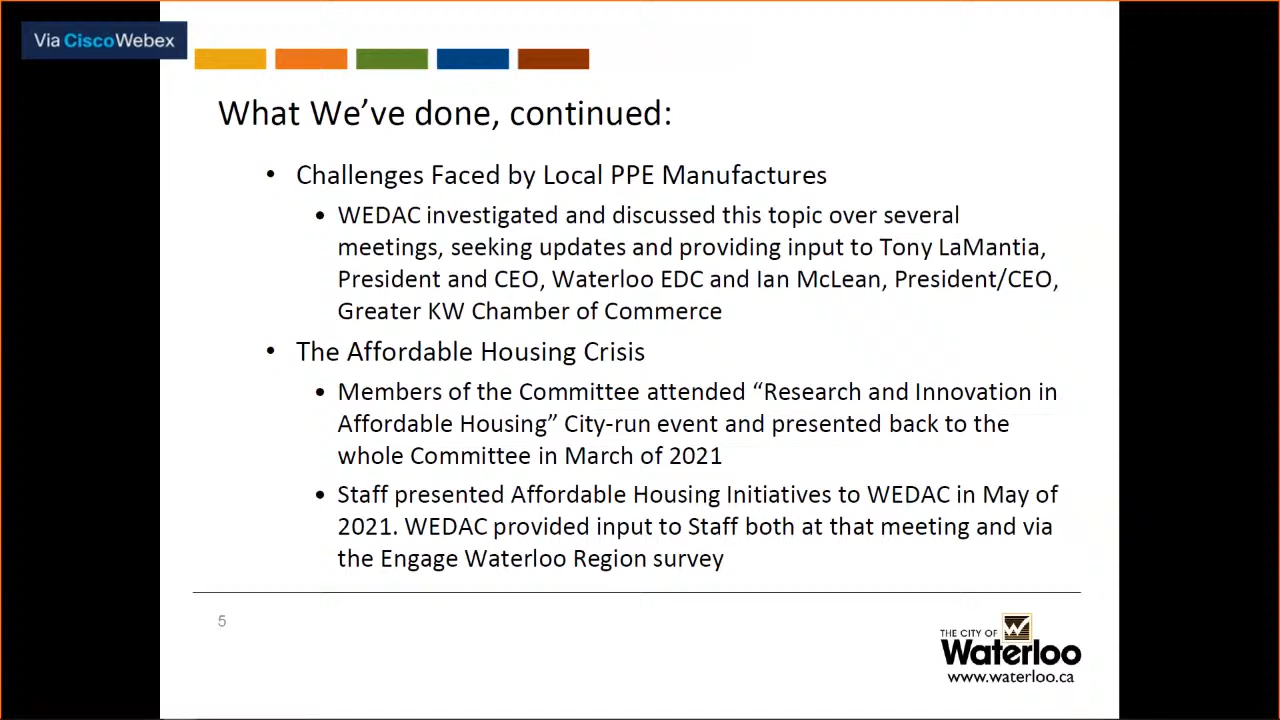 Via CiscoWebex
What We’ve done, continued:
• Challenges Faced by Local PPE Manufactures
• WEDAC investigated and discussed this topic over several
meetings, seeking updates and providing input to Tony LaMantia,
President and CEO, Waterloo EDC and Ian McLean, President/CEO,
Greater KW Chamber of Commerce
• The Affordable Housing Crisis
• Members of the Committee attended “Research and Innovation in
Affordable Housing” City-run event and presented back to the
whole Committee in March of 2021
• Staff presented Affordable Housing Initiatives to WEDAC in May of
2021. WEDAC provided input to Staff both at that meeting and via
the Engage Waterloo Region survey
5
THE CITY OF
Waterloo
www.waterloo.ca